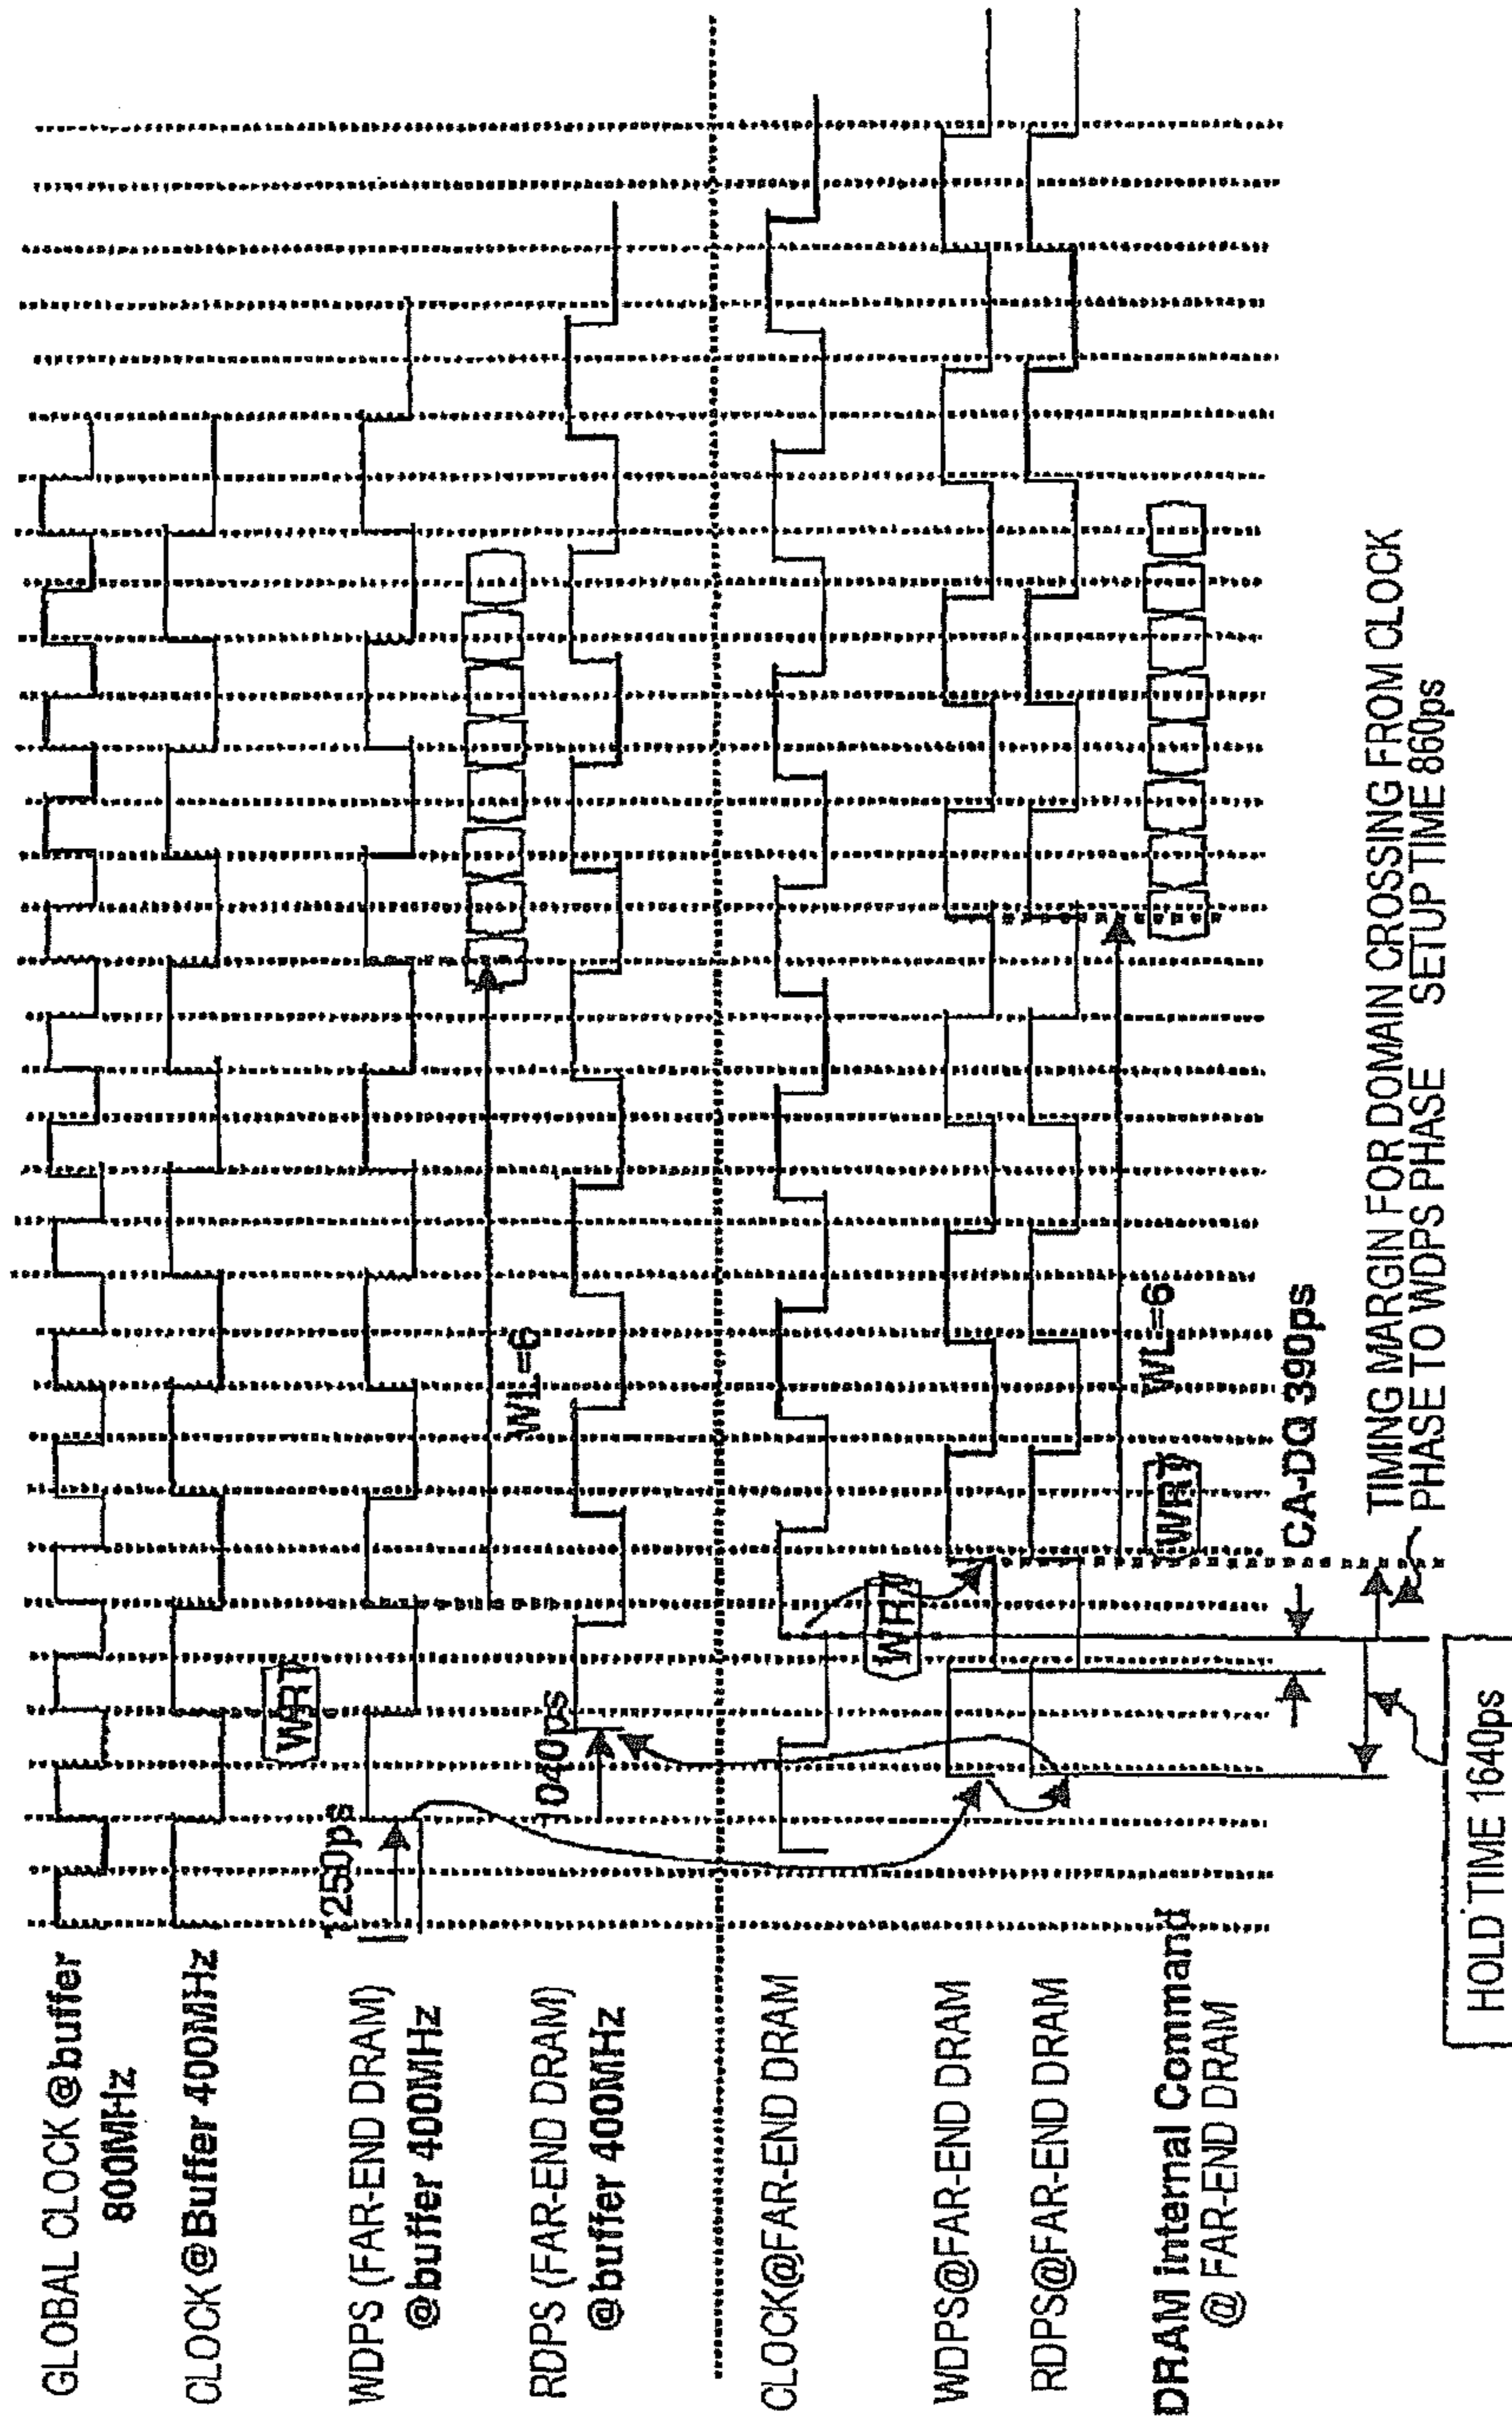 GLOBAL CLOCK @buffer
800MHz
CLOCK @Buffer 400MHz
WRT
WDPS (FAR-END DRAM)
@buffer 400MHz
1250ps
WL=6
RDPS (FAR-END DRAM)
@buffer 400MHz
1040ps
CLOCK@FAR-END DRAM
WRT
WDPS@FAR-END DRAM
RDPS@FAR-END DRAM
WL=6
DRAM internal Command
@ FAR-END DRAM
WRT
CA-DQ 390ps
TIMING MARGIN FOR DOMAIN CROSSING FROM CLOCK
PHASE TO WDPS PHASE SETUP TIME 860ps
HOLD TIME 1640ps